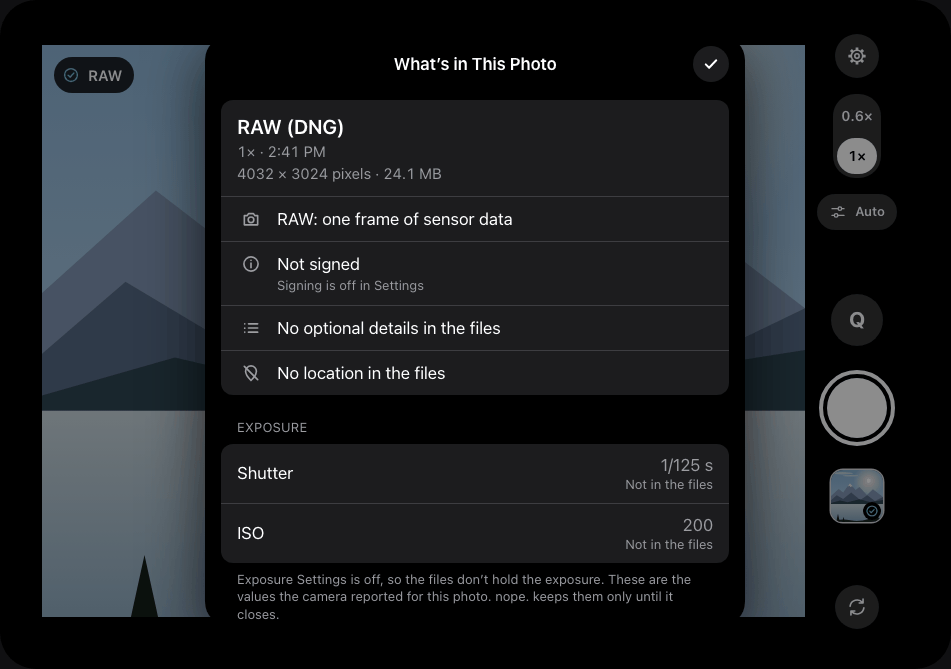 RAW
What’s in This Photo
RAW (DNG)
1× · 2:41 PM
4032 × 3024 pixels · 24.1 MB
RAW: one frame of sensor data
Not signed
Signing is off in Settings
No optional details in the files
No location in the files
EXPOSURE
Shutter
1/125 s
Not in the files
ISO
200
Not in the files
Exposure Settings is off, so the files don’t hold the exposure. These are the
values the camera reported for this photo. nope. keeps them only until it
closes.
0.6×
1×
Auto
Q